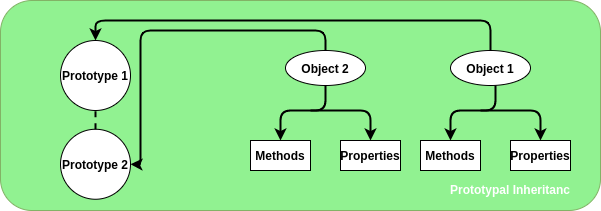 Prototype 1
Object 2
Object 1
Prototype 2
Methods
Properties
Methods
Properties
Prototypal Inheritanc